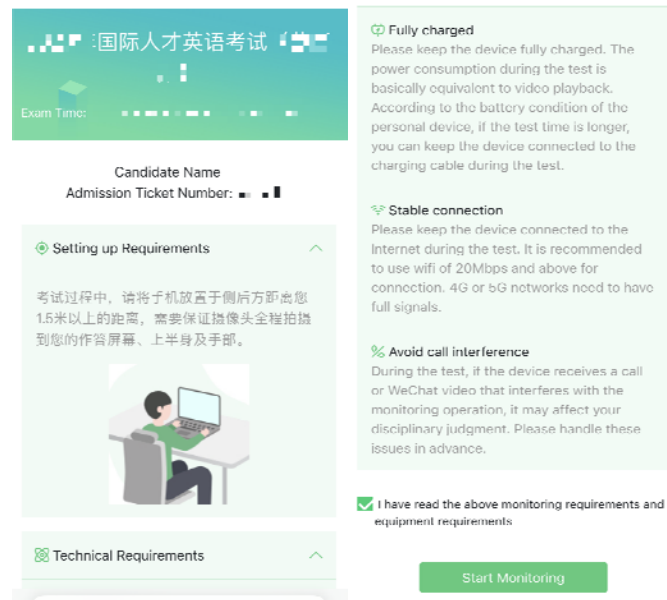 国际人才英语考试
Exam Time:
Candidate Name
Admission Ticket Number:
Setting up Requirements
考试过程中，请将手机放置于侧后方距离您
1.5米以上的距离，需要保证摄像头全程拍摄
到您的作答屏幕、上半身及手部。
Technical Requirements
Fully charged
Please keep the device fully charged. The
power consumption during the test is
basically equivalent to video playback.
According to the battery condition of the
personal device, if the test time is longer,
you can keep the device connected to the
charging cable during the test.
Stable connection
Please keep the device connected to the
Internet during the test. It is recommended
to use wifi of 20Mbps and above for
connection. 4G or 5G networks need to have
full signals.
Avoid call interference
During the test, if the device receives a call
or WeChat video that interferes with the
monitoring operation, it may affect your
disciplinary judgment. Please handle these
issues in advance.
I have read the above monitoring requirements and
equipment requirements
Start Monitoring